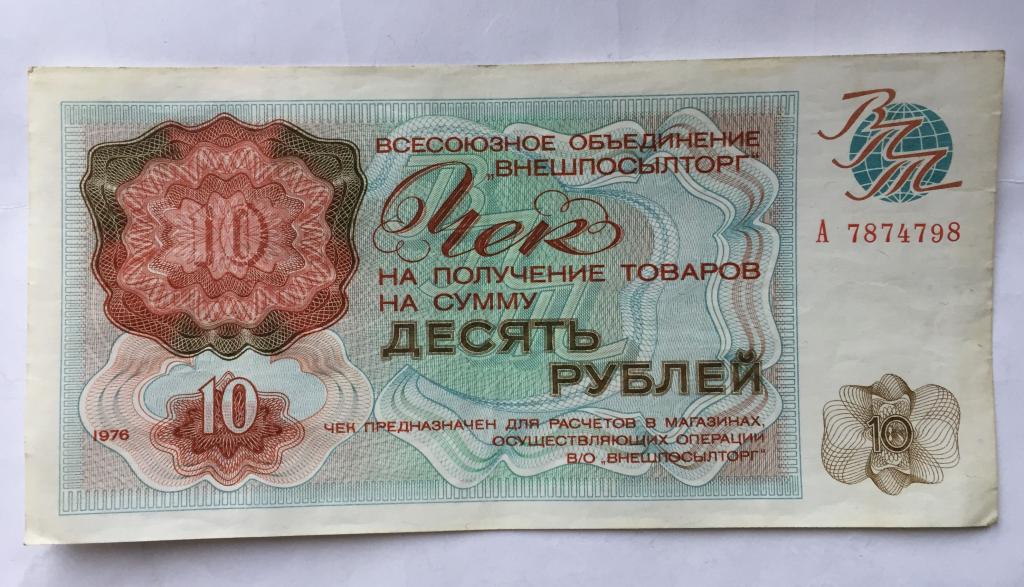 ВСЕСОЮЗНОЕ ОБЪЕДИНЕНИЕ
„ВНЕШПОСЫЛТОРГ"
ВПТ
Чек
А 7874798
НА ПОЛУЧЕНИЕ ТОВАРОВ
НА СУММУ
ДЕСЯТЬ
РУБЛЕЙ
10
10
1976
ЧЕК ПРЕДНАЗНАЧЕН ДЛЯ РАСЧЕТОВ В МАГАЗИНАХ,
ОСУЩЕСТВЛЯЮЩИХ ОПЕРАЦИИ
В/О „ВНЕШПОСЫЛТОРГ"
10